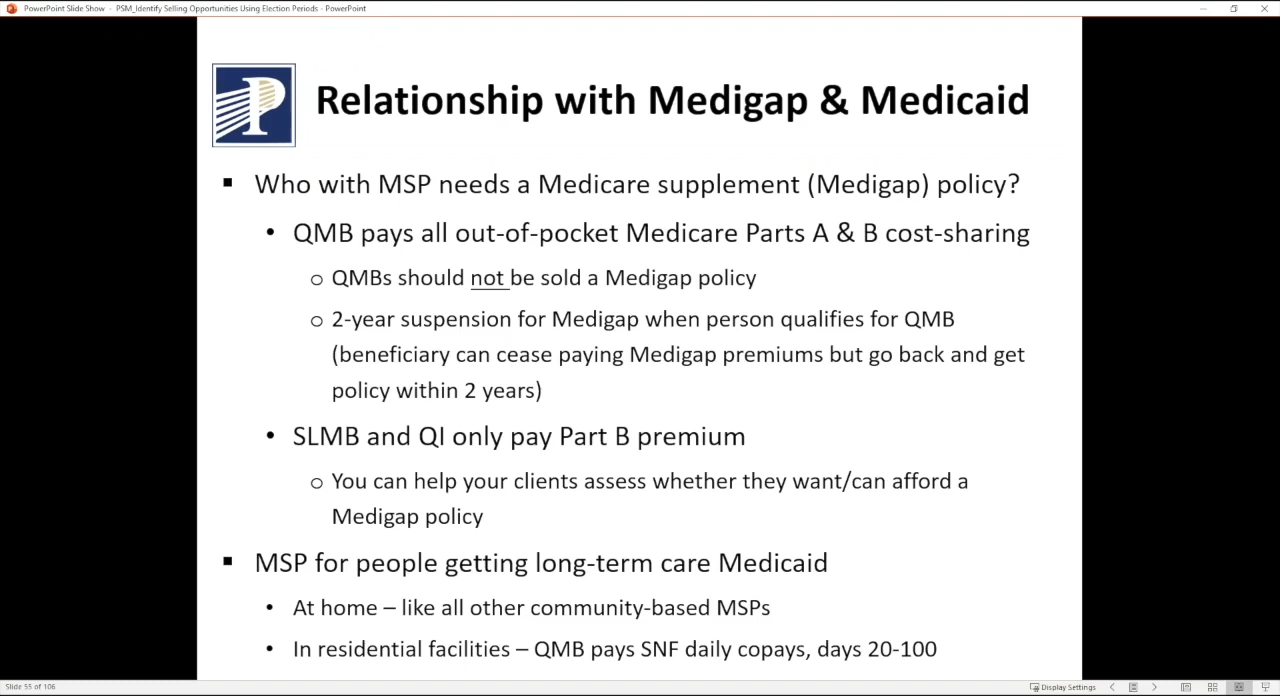 PowerPoint Slide Show - PSM_Identify Selling Opportunities Using Election Periods - PowerPoint
P
Relationship with Medigap & Medicaid
▪ Who with MSP needs a Medicare supplement (Medigap) policy?
• QMB pays all out-of-pocket Medicare Parts A & B cost-sharing
o QMBs should not be sold a Medigap policy
o 2-year suspension for Medigap when person qualifies for QMB
(beneficiary can cease paying Medigap premiums but go back and get
policy within 2 years)
• SLMB and QI only pay Part B premium
o You can help your clients assess whether they want/can afford a
Medigap policy
▪ MSP for people getting long-term care Medicaid
• At home – like all other community-based MSPs
• In residential facilities – QMB pays SNF daily copays, days 20-100
Slide 55 of 106
Display Settings